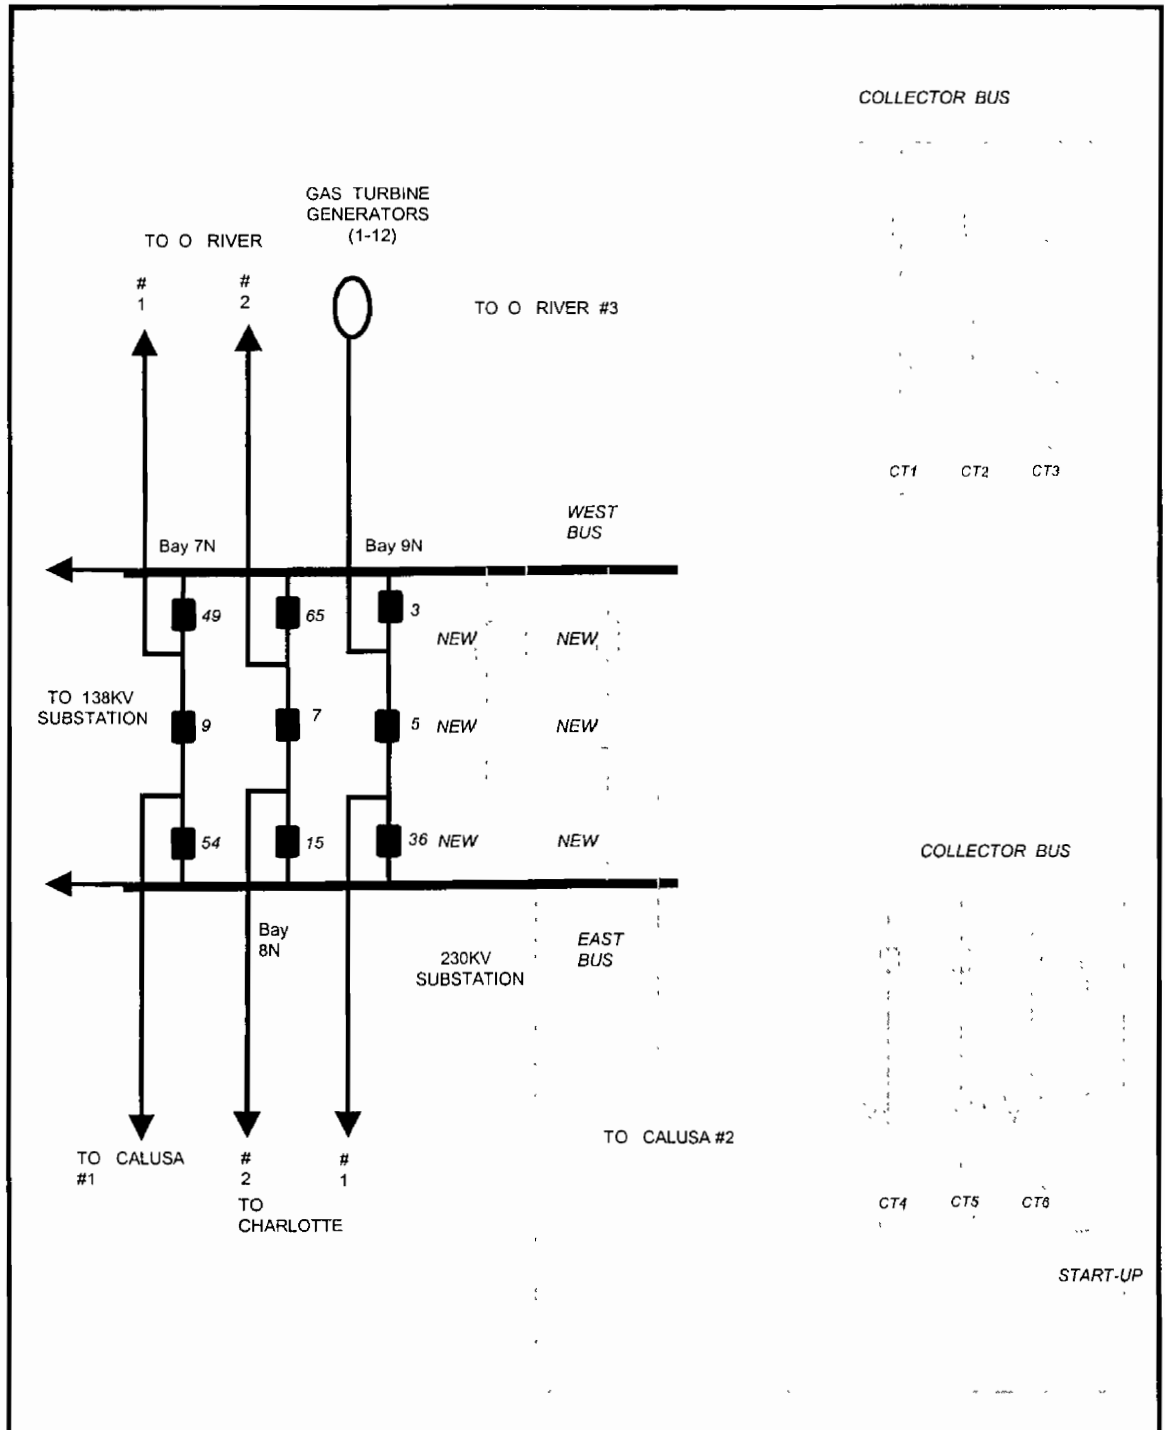 COLLECTOR BUS
GAS TURBINE
GENERATORS
(1-12)
TO O RIVER
#
1
#
2
TO O RIVER #3
CT1 CT2 CT3
WEST
BUS
Bay 7N
Bay 9N
49
65
3
NEW
NEW
TO 138KV
SUBSTATION
9
7
5
NEW
NEW
54
15
36
NEW
NEW
COLLECTOR BUS
Bay
8N
230KV
SUBSTATION
EAST
BUS
TO CALUSA #2
TO CALUSA
#1
#
2
#
1
TO
CHARLOTTE
CT4 CT5 CT6
START-UP